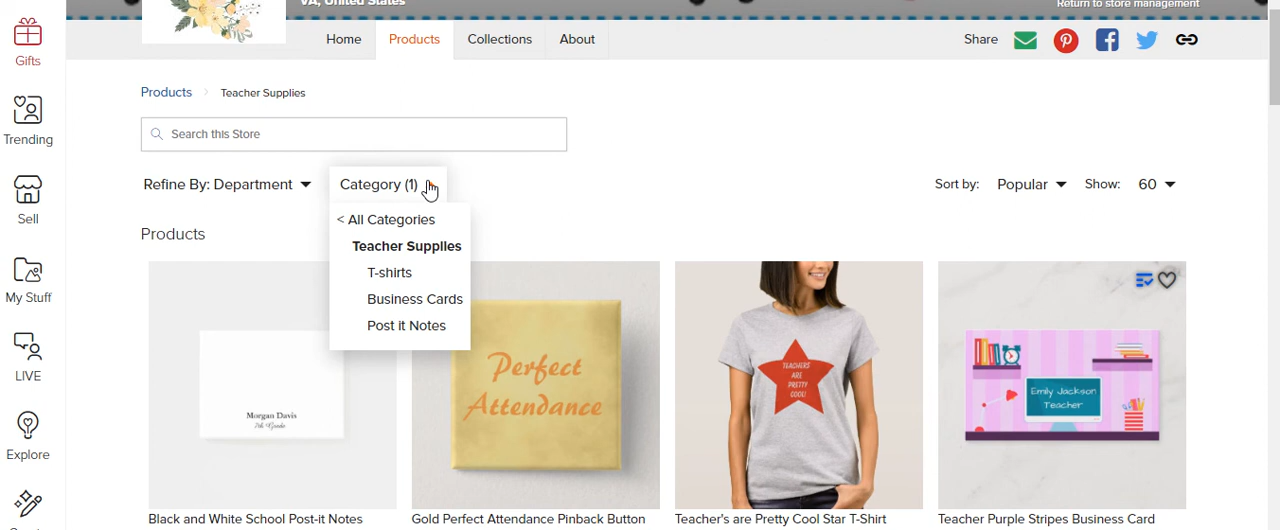 VA, United States
Return to store management
Home
Products
Collections
About
Share
Gifts
Trending
Sell
My Stuff
LIVE
Explore
Products > Teacher Supplies
Search this Store
Refine By: Department
Category (1)
Sort by: Popular
Show: 60
< All Categories
Teacher Supplies
T-shirts
Business Cards
Post it Notes
Products
Morgan Davis
7th Grade
Perfect
Attendance
TEACHERS
ARE
PRETTY
COOL!
Emily Jackson
Teacher
Black and White School Post-it Notes
Gold Perfect Attendance Pinback Button
Teacher's are Pretty Cool Star T-Shirt
Teacher Purple Stripes Business Card